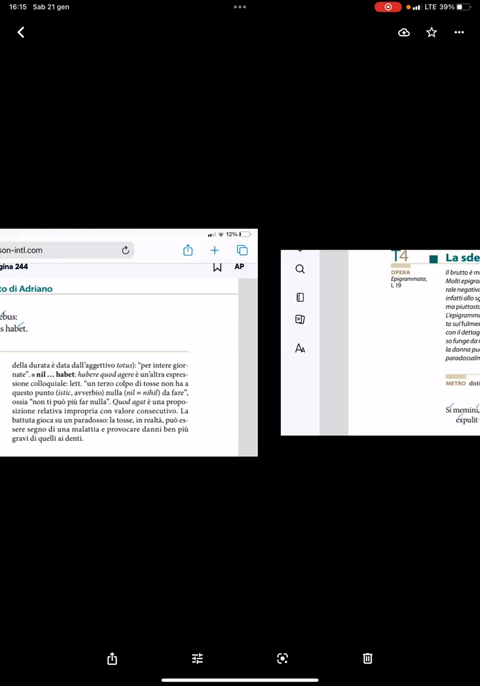 16:15 Sab 21 gen
LTE 39%
12%
son-intl.com
gina 244
AP
to di Adriano
ebus:
s habet.
della durata è data dall'aggettivo totus): "per intere gior-
nate". nil ... habet: habere quod agere è un'altra espres-
sione colloquiale: lett. "un terzo colpo di tosse non ha a
questo punto (istic, avverbio) nulla (nil = nihil) da fare",
ossia "non ti può più far nulla". Quod agat è una propo-
sizione relativa impropria con valore consecutivo. La
battuta gioca su un paradosso: la tosse, in realtà, può es-
sere segno di una malattia e provocare danni ben più
gravi di quelli ai denti.
T4
La sde
OPERA
Epigrammata,
I, 19
Il brutto è m
Molti epigra
rale negativo
infatti allo sg
ma piuttosto
L'epigramma
ta sul fulmen
con il dettag
so funge da r
la donna può
paradossalm
METRO disti
Si memini,
expulit
AA